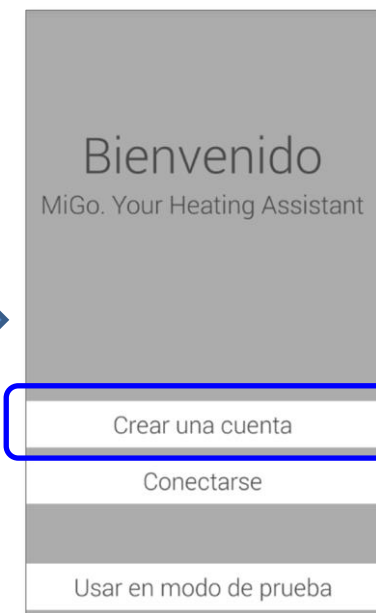 Bienvenido
MiGo. Your Heating Assistant
Crear una cuenta
Conectarse
Usar en modo de prueba